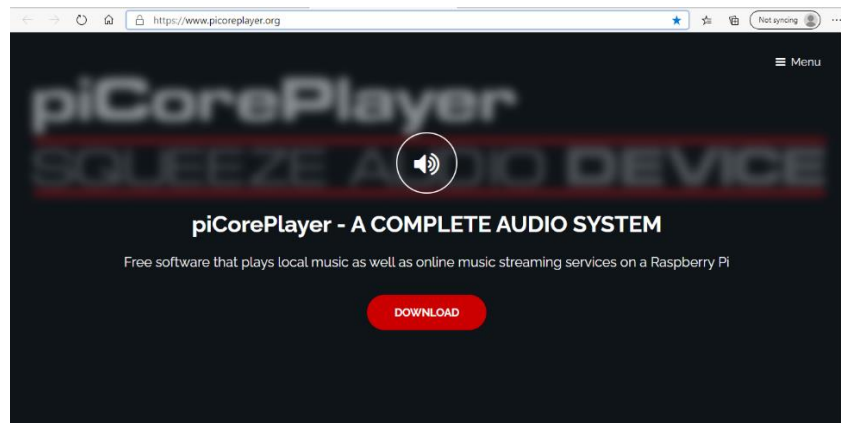 https://www.picoreplayer.org
Not syncing
Menu
piCorePlayer
SQUEEZE AUDIO DEVICE
piCorePlayer - A COMPLETE AUDIO SYSTEM
Free software that plays local music as well as online music streaming services on a Raspberry Pi
DOWNLOAD